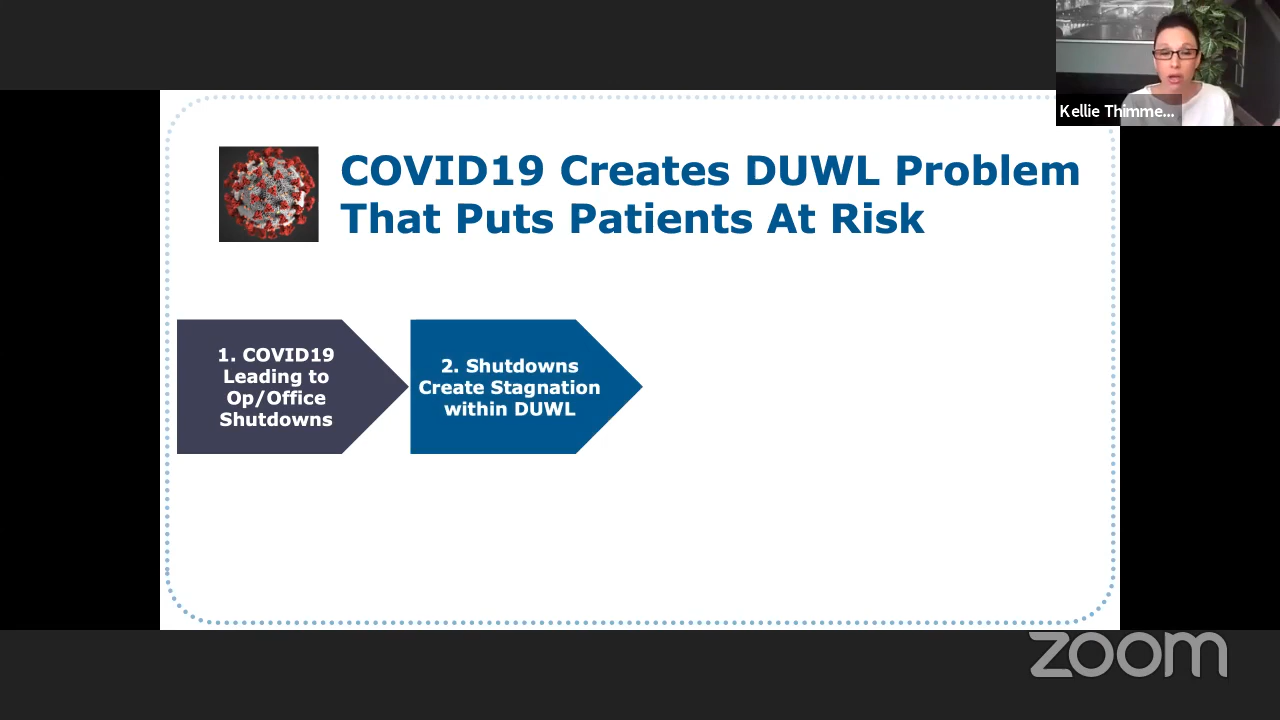 Kellie Thimme...
COVID19 Creates DUWL Problem
That Puts Patients At Risk
1. COVID19
Leading to
Op/Office
Shutdowns
2. Shutdowns
Create Stagnation
within DUWL
zoom